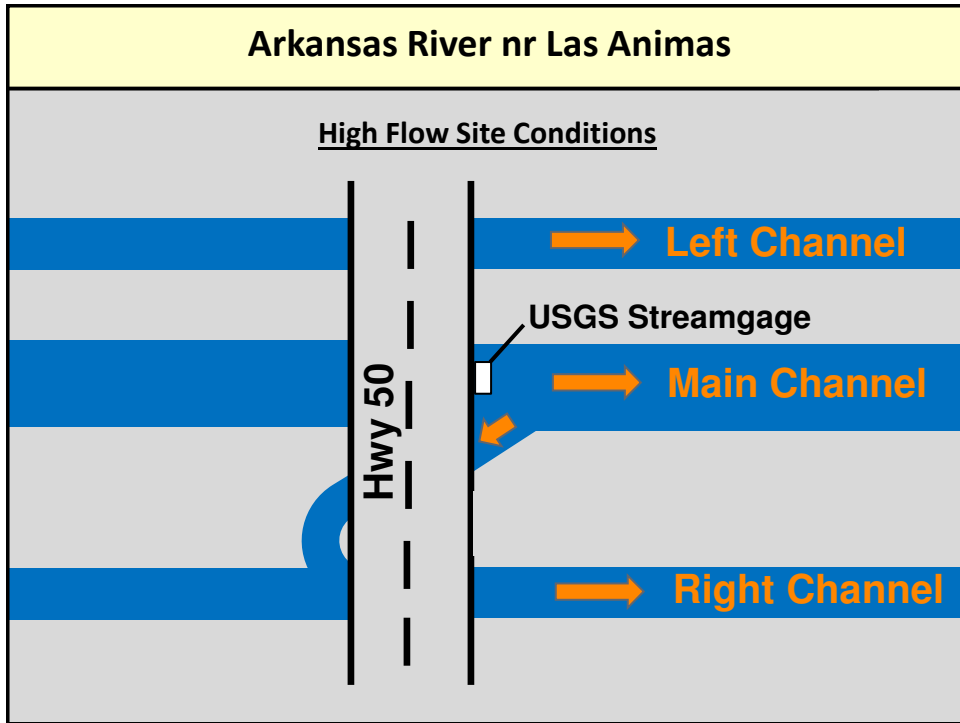 Arkansas River nr Las Animas
High Flow Site Conditions
Left Channel
USGS Streamgage
Main Channel
Hwy 50
Right Channel